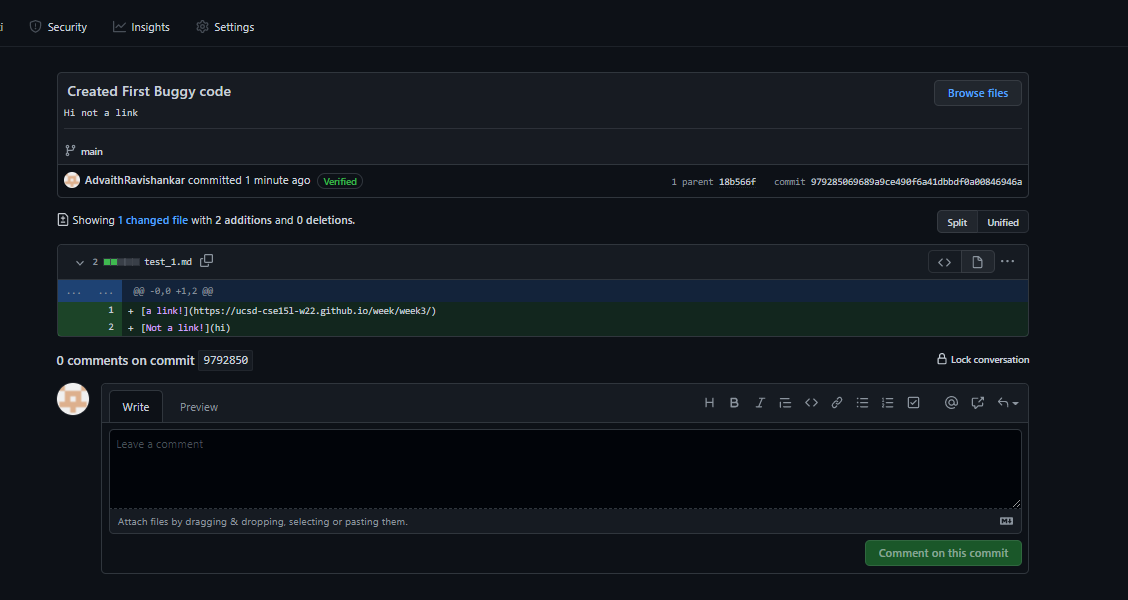 i Security Insights Settings
Created First Buggy code
Browse files
Hi not a link
main
AdvaithRavishankar committed 1 minute ago Verified 1 parent 18b566f commit 979285069689a9ce490f6a41dbbdf0a00846946a
Showing 1 changed file with 2 additions and 0 deletions.
Split Unified
2 test_1.md
... ... @@ -0,0 +1,2 @@
1 + [a link!](https://ucsd-cse15l-w22.github.io/week/week3/)
2 + [Not a link!](hi)
0 comments on commit 9792850
Lock conversation
Write Preview
Leave a comment
Attach files by dragging & dropping, selecting or pasting them.
Comment on this commit